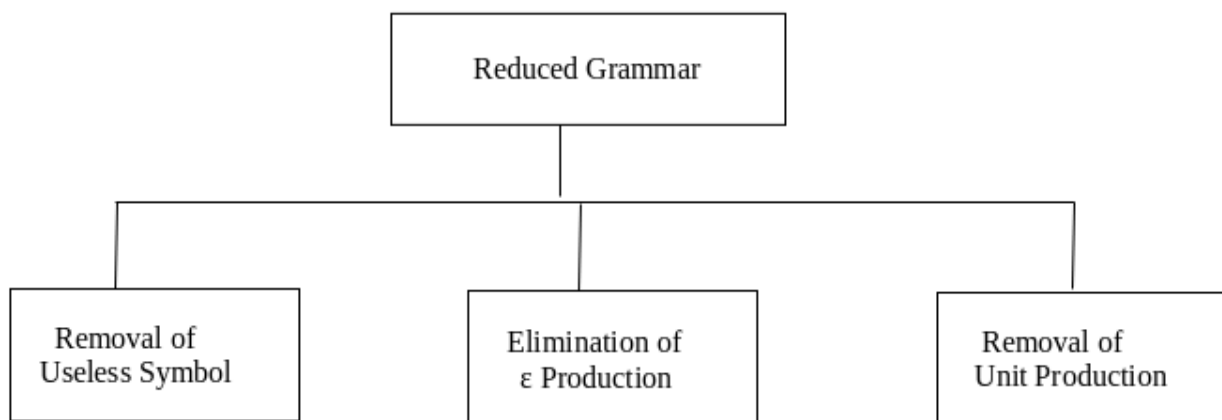 Reduced Grammar
Removal of
Useless Symbol
Elimination of
ε Production
Removal of
Unit Production